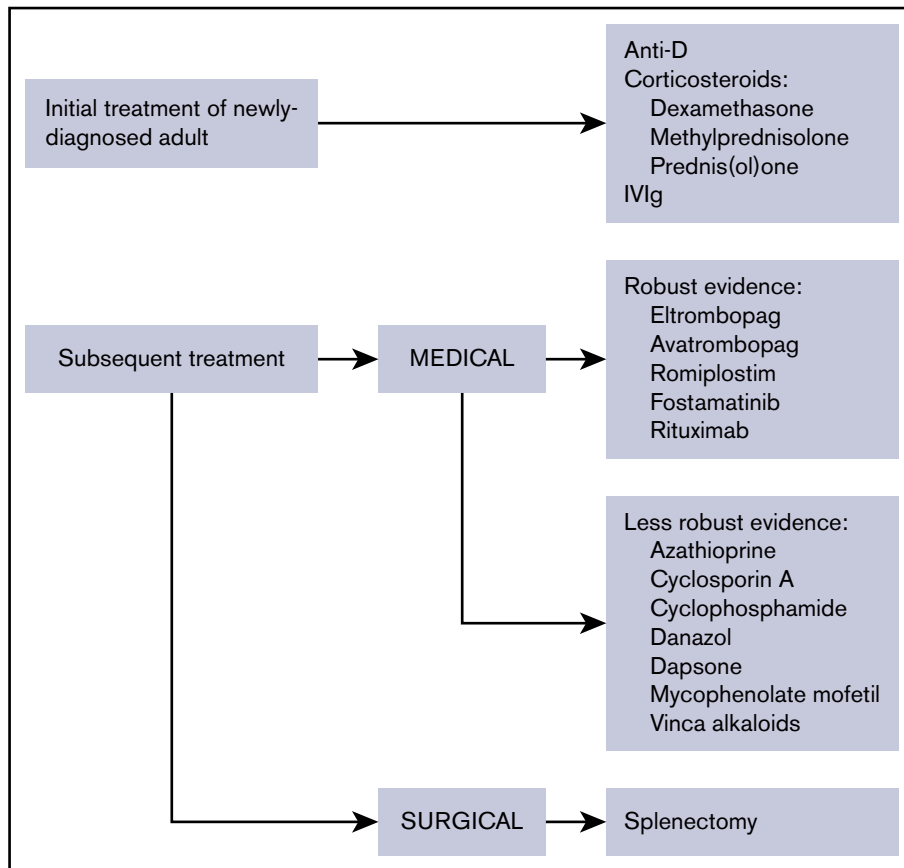 Initial treatment of newly-
diagnosed adult
Anti-D
Corticosteroids:
Dexamethasone
Methylprednisolone
Prednis(ol)one
IVIg
Subsequent treatment
MEDICAL
Robust evidence:
Eltrombopag
Avatrombopag
Romiplostim
Fostamatinib
Rituximab
Less robust evidence:
Azathioprine
Cyclosporin A
Cyclophosphamide
Danazol
Dapsone
Mycophenolate mofetil
Vinca alkaloids
SURGICAL
Splenectomy